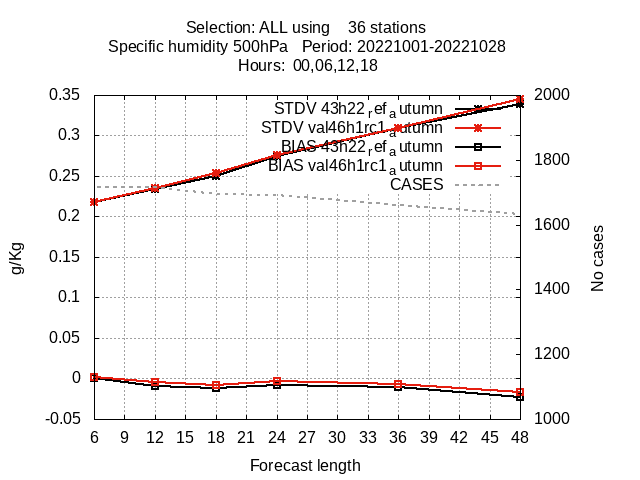 Selection: ALL using    36 stations
Specific humidity 500hPa   Period: 20221001-20221028
Hours:  00,06,12,18
STDV 43h22_ref_autumn
STDV val46h1rc1_autumn
BIAS 43h22_ref_autumn
BIAS val46h1rc1_autumn
CASES
0.35
0.3
0.25
0.2
0.15
0.1
0.05
0
-0.05
g/Kg
2000
1800
1600
1400
1200
1000
No cases
6 9 12 15 18 21 24 27 30 33 36 39 42 45 48
Forecast length